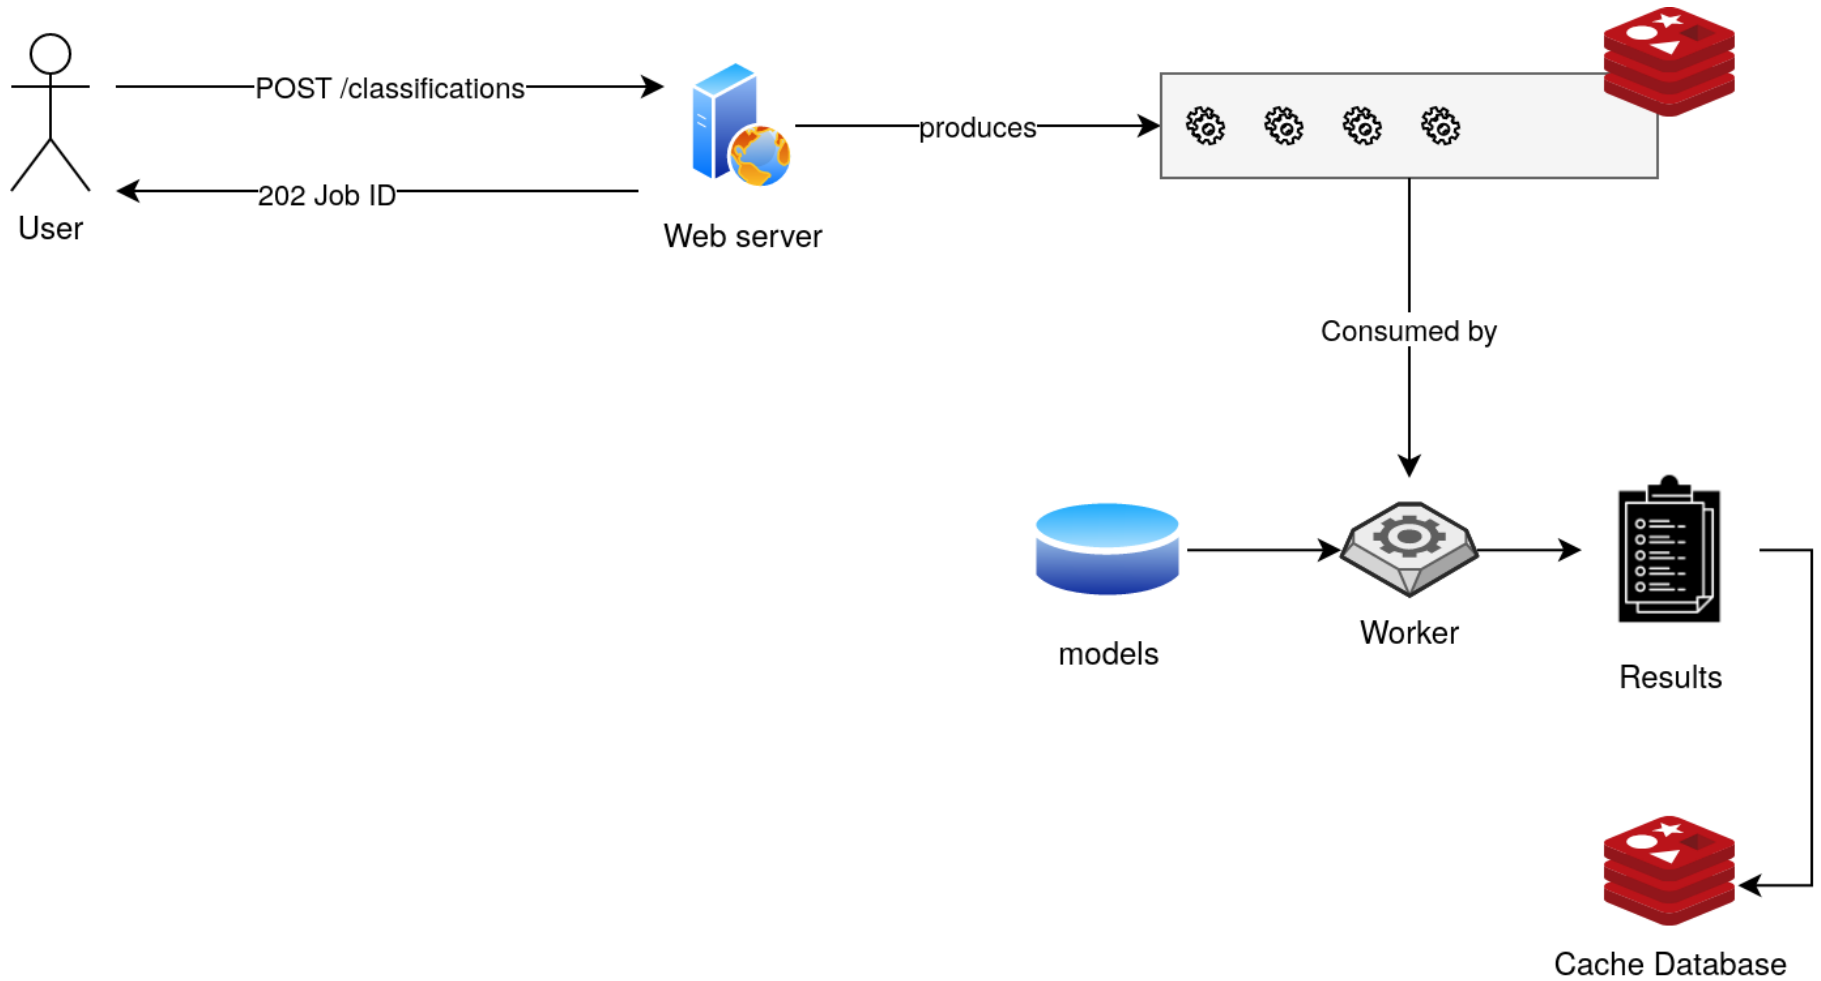 POST /classifications
produces
202 Job ID
User
Web server
Consumed by
models
Worker
Results
Cache Database